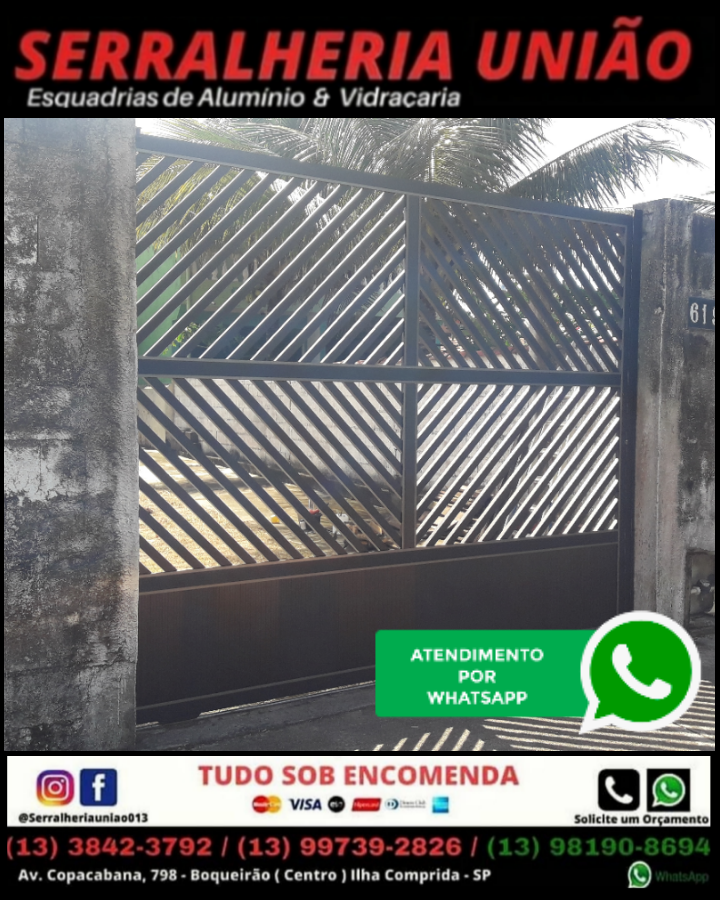 SERRALHERIA UNIÃO
Esquadrias de Alumínio & Vidraçaria
ATENDIMENTO
POR
WHATSAPP
TUDO SOB ENCOMENDA
VISA
@Serralheriauniao013
Solicite um Orçamento
(13) 3842-3792 / (13) 99739-2826 / (13) 98190-8694
Av. Copacabana, 798 - Boqueirão ( Centro ) Ilha Comprida - SP
WhatsApp